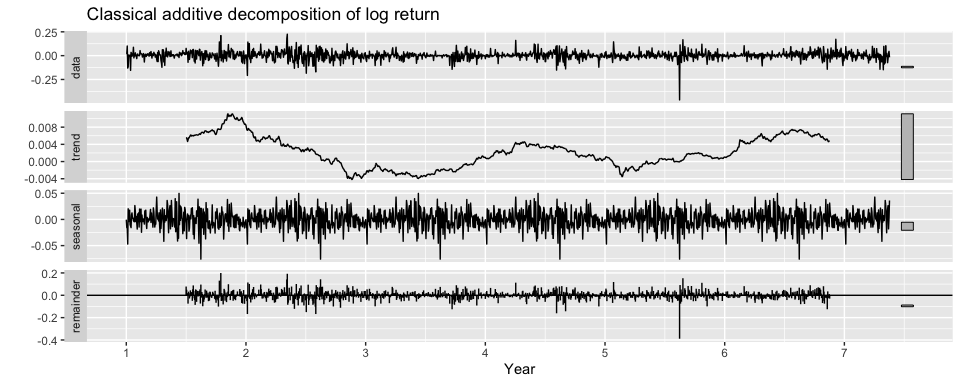 Classical additive decomposition of log return
data
0.25
0.00
-0.25
trend
0.008
0.004
0.000
-0.004
seasonal
0.05
0.00
-0.05
remainder
0.2
0.0
-0.2
-0.4
1 2 3 4 5 6 7
Year